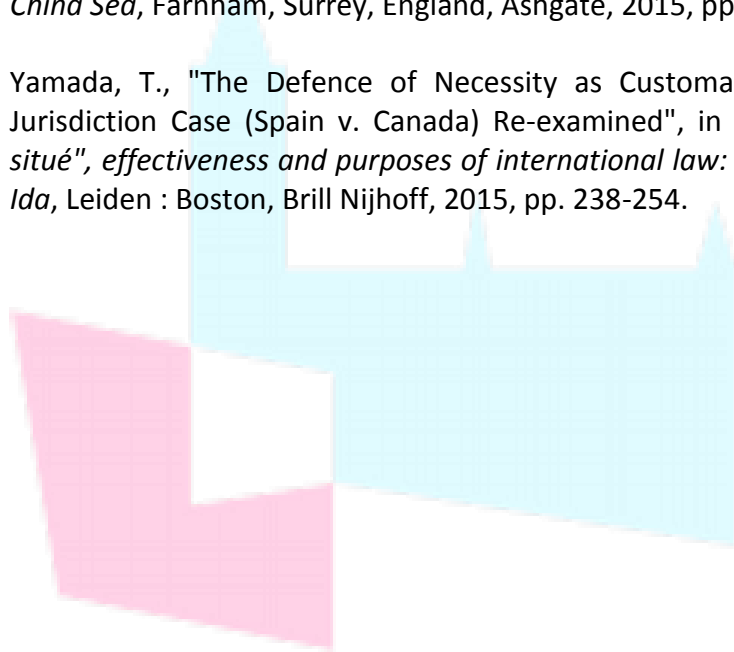 China Sea, Farnham, Surrey, England, Ashgate, 2015, pp
Yamada, T., "The Defence of Necessity as Customa
Jurisdiction Case (Spain v. Canada) Re-examined", in
situé", effectiveness and purposes of international law:
Ida, Leiden : Boston, Brill Nijhoff, 2015, pp. 238-254.